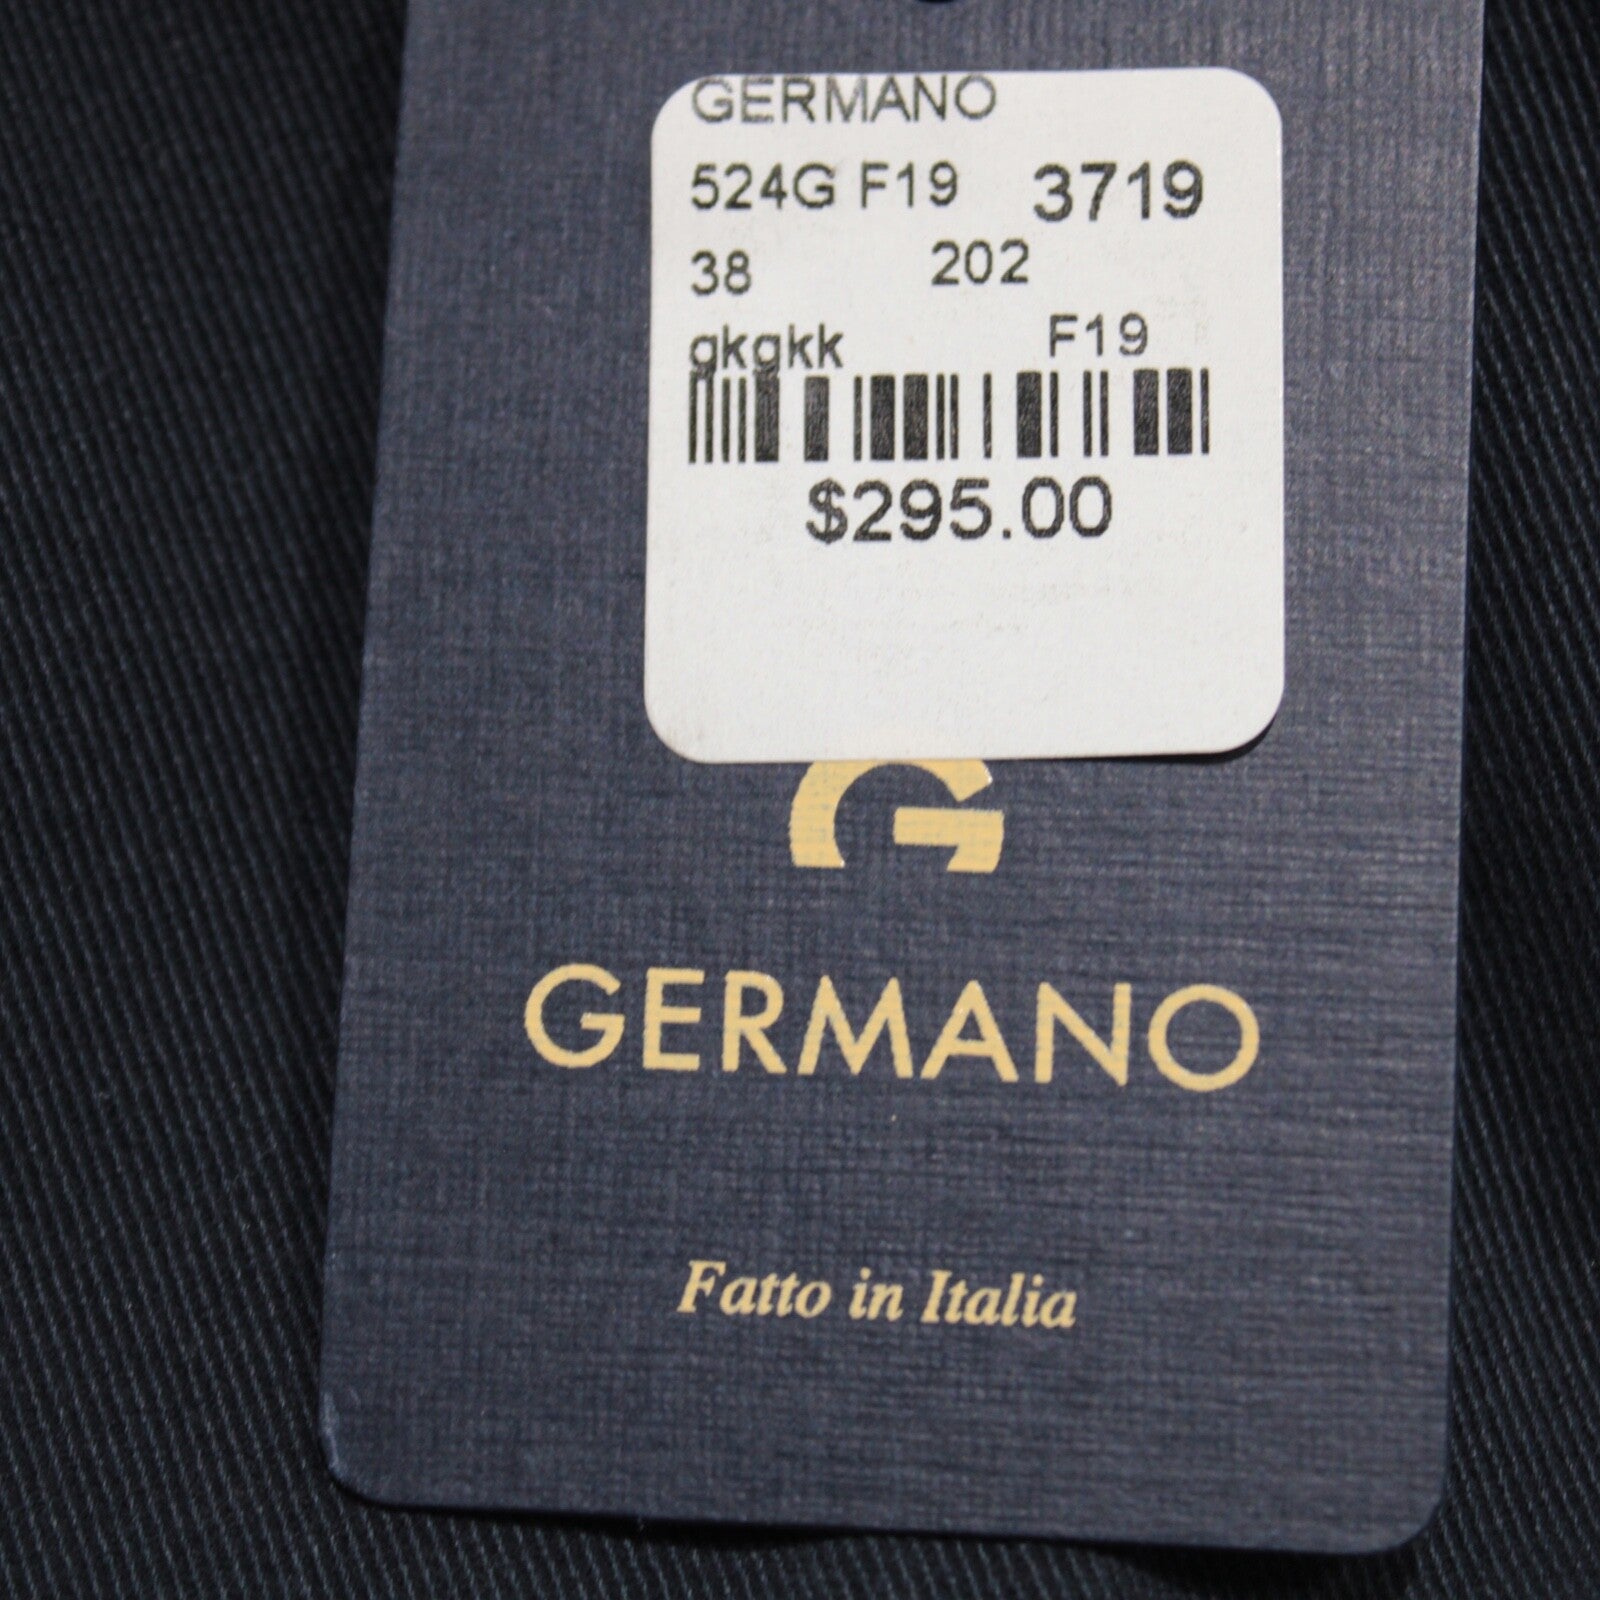 GERMANO
524G F19 3719
38 202
gkgkk F19
$295.00
G
GERMANO
Fatto in Italia